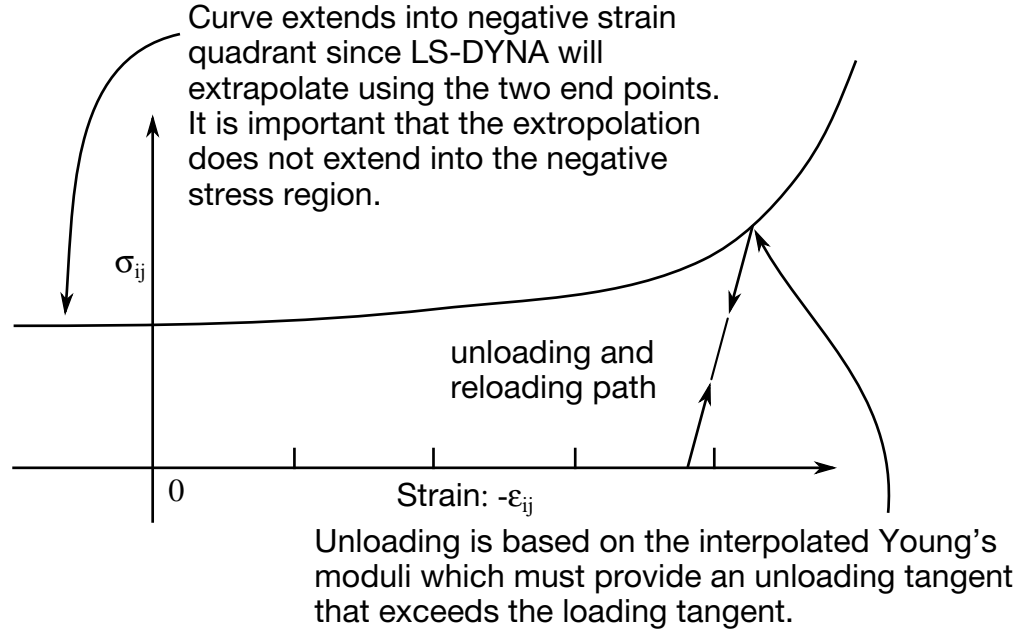 Curve extends into negative strain
quadrant since LS-DYNA will
extrapolate using the two end points.
It is important that the extropolation
does not extend into the negative
stress region.
σij
unloading and
reloading path
0
Strain: -εij
Unloading is based on the interpolated Young’s
moduli which must provide an unloading tangent
that exceeds the loading tangent.